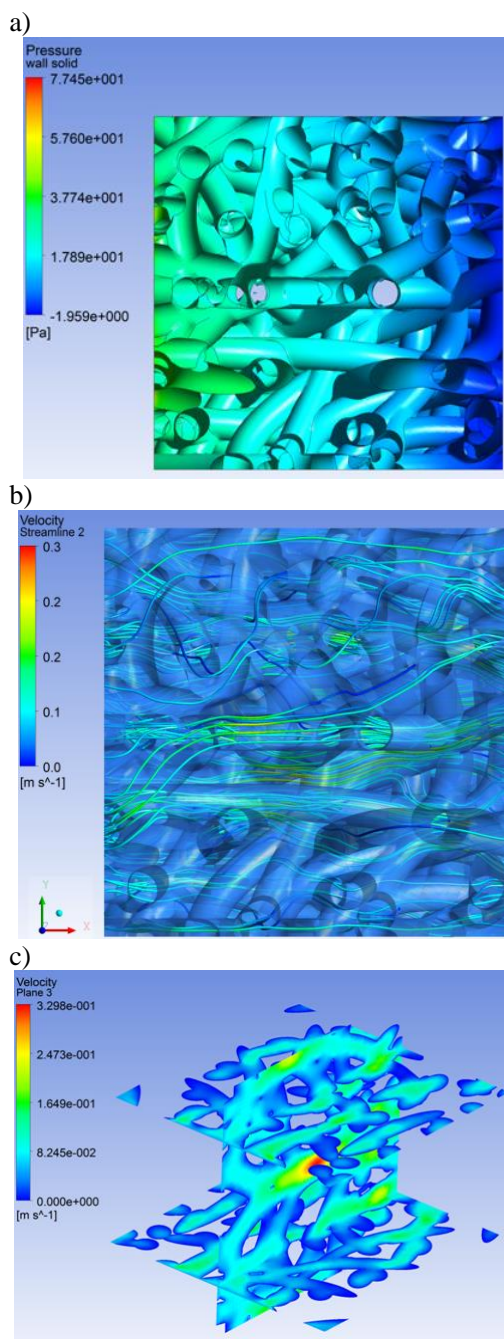 a)
Pressure
wall solid
7.745e+001
5.760e+001
3.774e+001
1.789e+001
-1.959e+000
[Pa]
b)
Velocity
Streamline 2
0.3
0.2
0.2
0.1
0.0
[m s^-1]
Y
X
c)
Velocity
Plane 3
3.298e-001
2.473e-001
1.649e-001
8.245e-002
0.000e+000
[m s^-1]